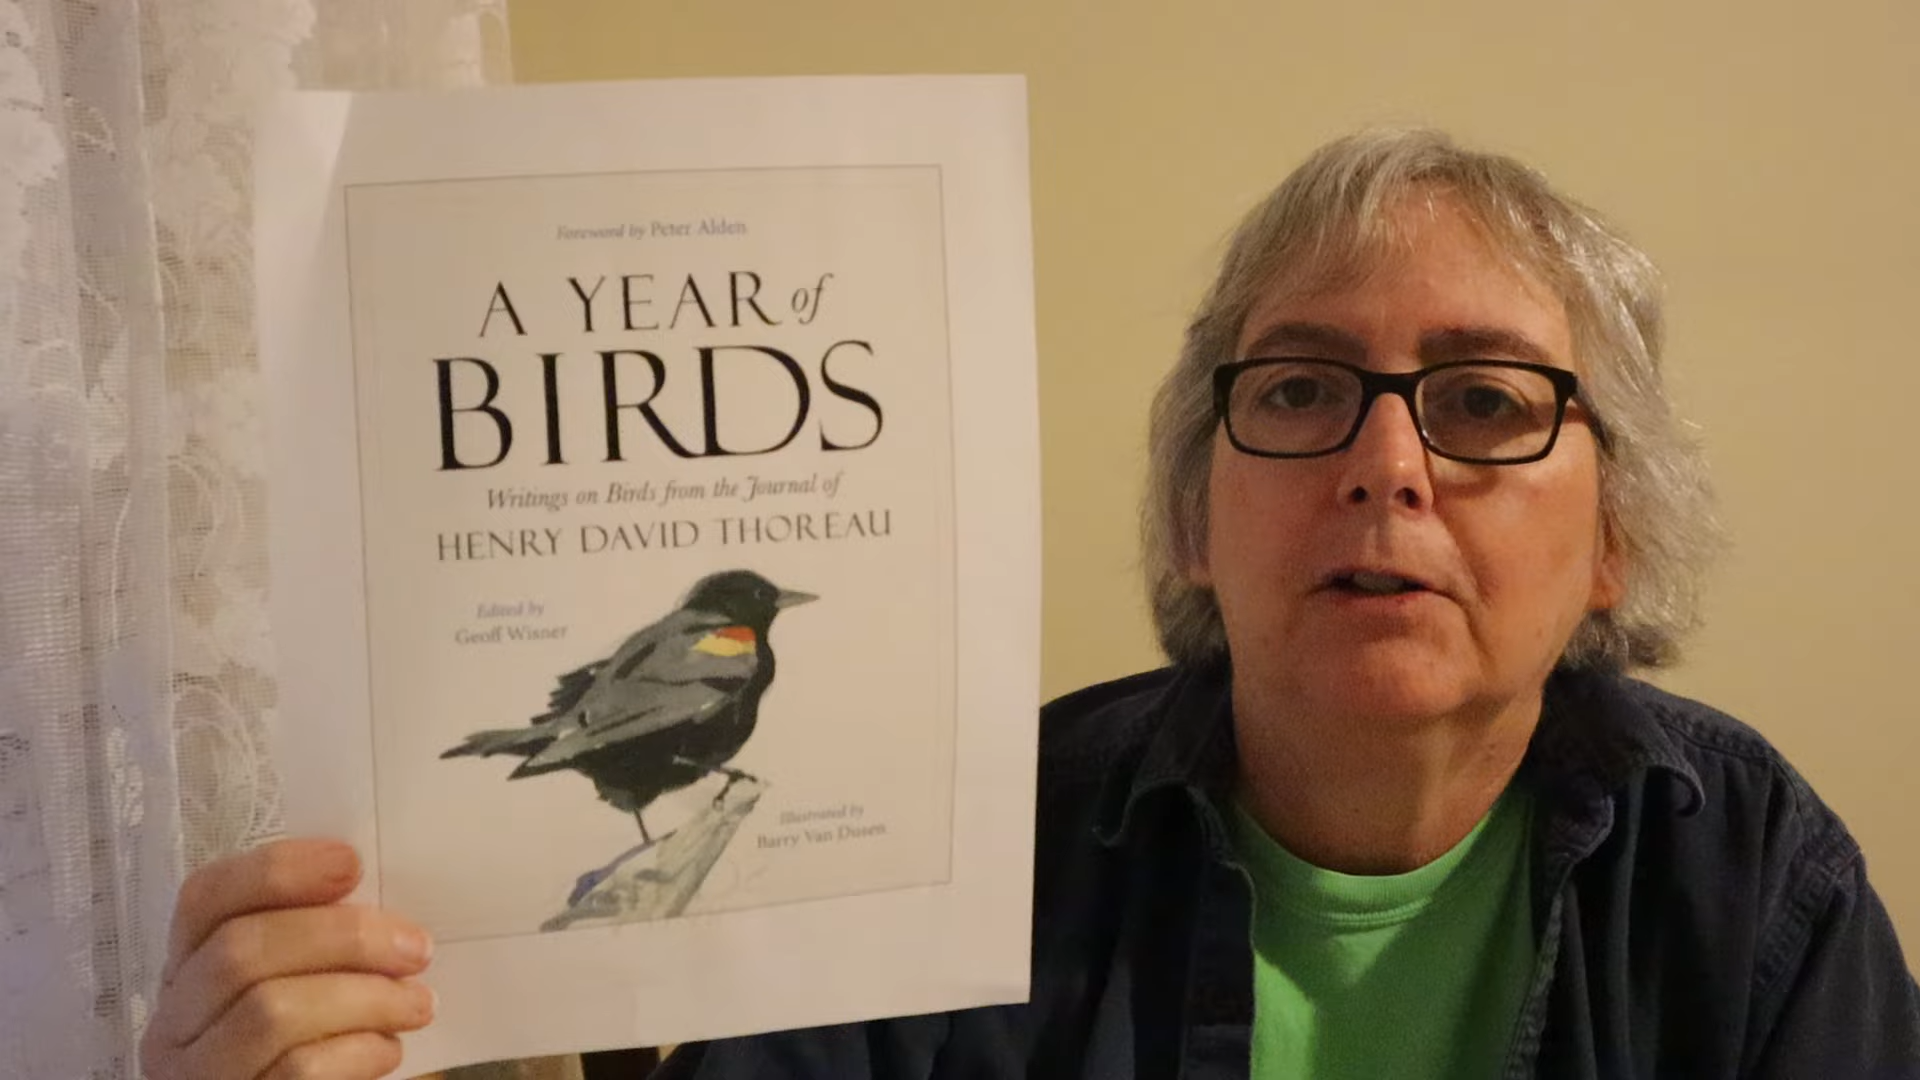 Foreword by Peter Alden
A YEAR of
BIRDS
Writings on Birds from the Journal of
HENRY DAVID THOREAU
Edited by
Geoff Wisner
Illustrated by
Barry Van Dusen